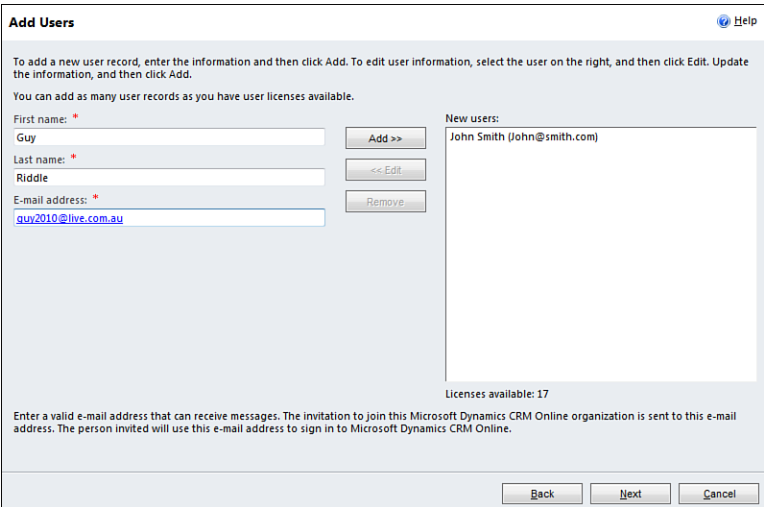 Add Users
Help
To add a new user record, enter the information and then click Add. To edit user information, select the user on the right, and then click Edit. Update
the information, and then click Add.
You can add as many user records as you have user licenses available.
First name: *
New users:
Guy
Add >>
John Smith (John@smith.com)
Last name: *
<< Edit
Riddle
E-mail address: *
Remove
guy2010@live.com.au
Licenses available: 17
Enter a valid e-mail address that can receive messages. The invitation to join this Microsoft Dynamics CRM Online organization is sent to this e-mail
address. The person invited will use this e-mail address to sign in to Microsoft Dynamics CRM Online.
Back
Next
Cancel